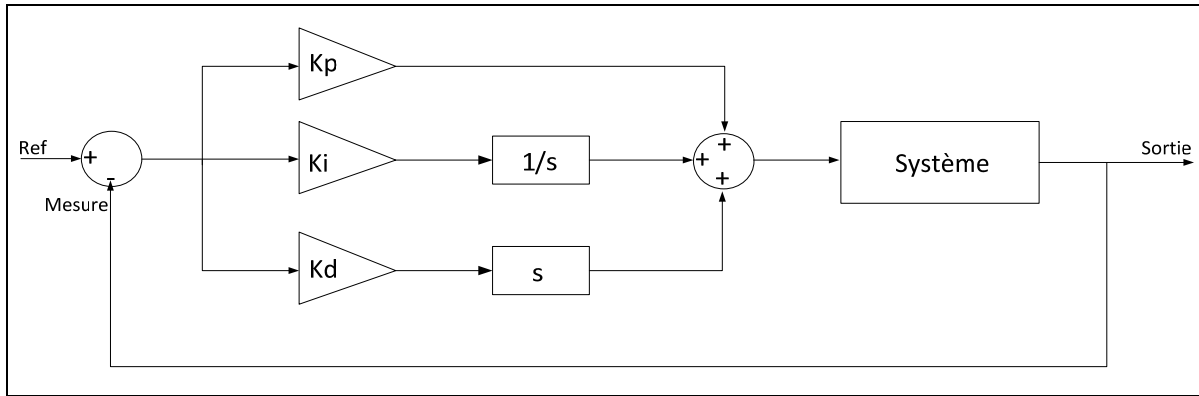 Ref
+
-
Mesure
Kp
Ki
Kd
1/s
s
+
+
+
Système
Sortie